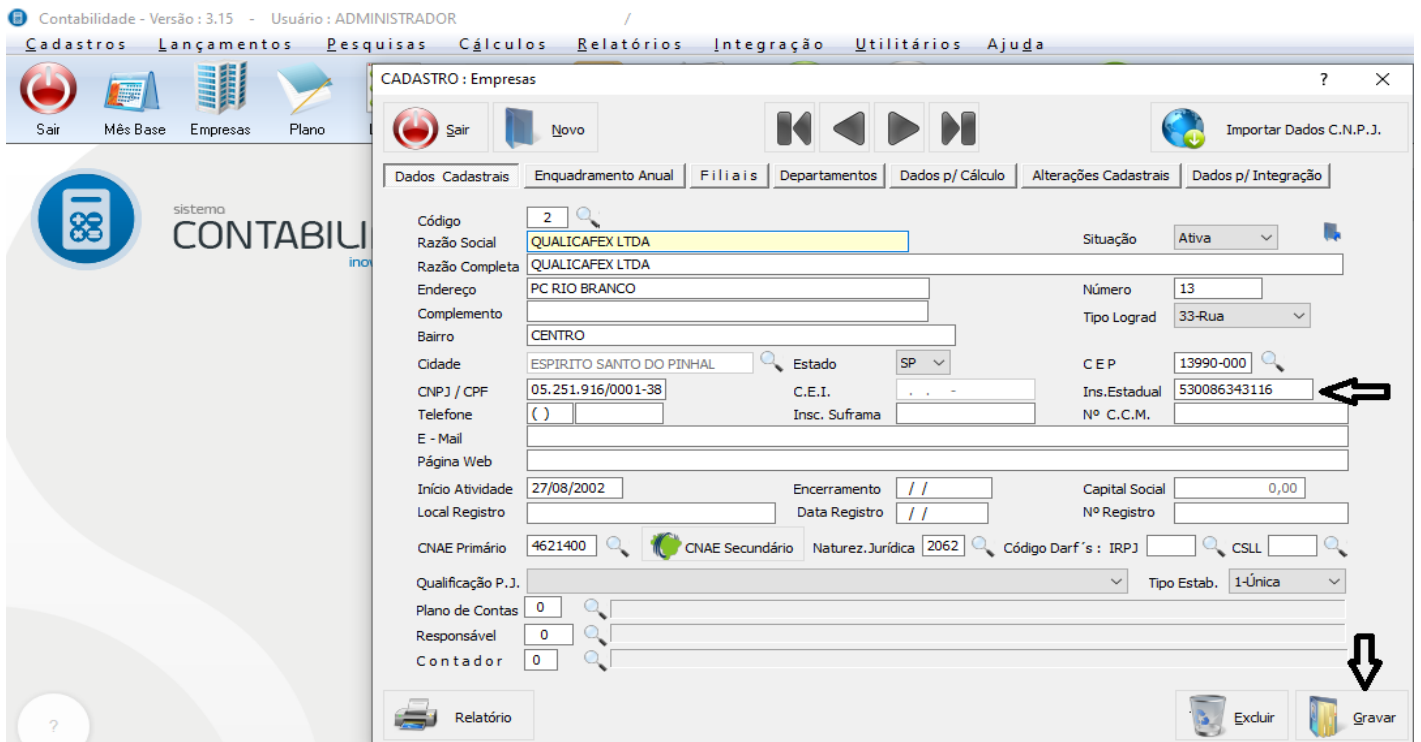 Contabilidade - Versão : 3.15 - Usuário : ADMINISTRADOR /
Cadastros Lançamentos Pesquisas Cálculos Relatórios Integração Utilitários Ajuda
CADASTRO : Empresas ? ×
Sair Mês Base Empresas Plano
Sair Novo Importar Dados C.N.P.J.
Dados Cadastrais Enquadramento Anual Filiais Departamentos Dados p/ Cálculo Alterações Cadastrais Dados p/ Integração
sistema
CONTABILI
inov
Código 2
Razão Social QUALICAFEX LTDA Situação Ativa
Razão Completa QUALICAFEX LTDA
Endereço PC RIO BRANCO Número 13
Complemento Tipo Lograd 33-Rua
Bairro CENTRO
Cidade ESPIRITO SANTO DO PINHAL Estado SP C E P 13990-000
CNPJ / CPF 05.251.916/0001-38 C.E.I. . . - Ins.Estadual 530086343116
Telefone ( ) Insc. Suframa Nº C.C.M.
E - Mail
Página Web
Início Atividade 27/08/2002 Encerramento / / Capital Social 0,00
Local Registro Data Registro / / Nº Registro
CNAE Primário 4621400 CNAE Secundário Naturez.Jurídica 2062 Código Darf´s : IRPJ CSLL
Qualificação P.J. Tipo Estab. 1-Única
Plano de Contas 0
Responsável 0
Contador 0
Relatório Excluir Gravar
?